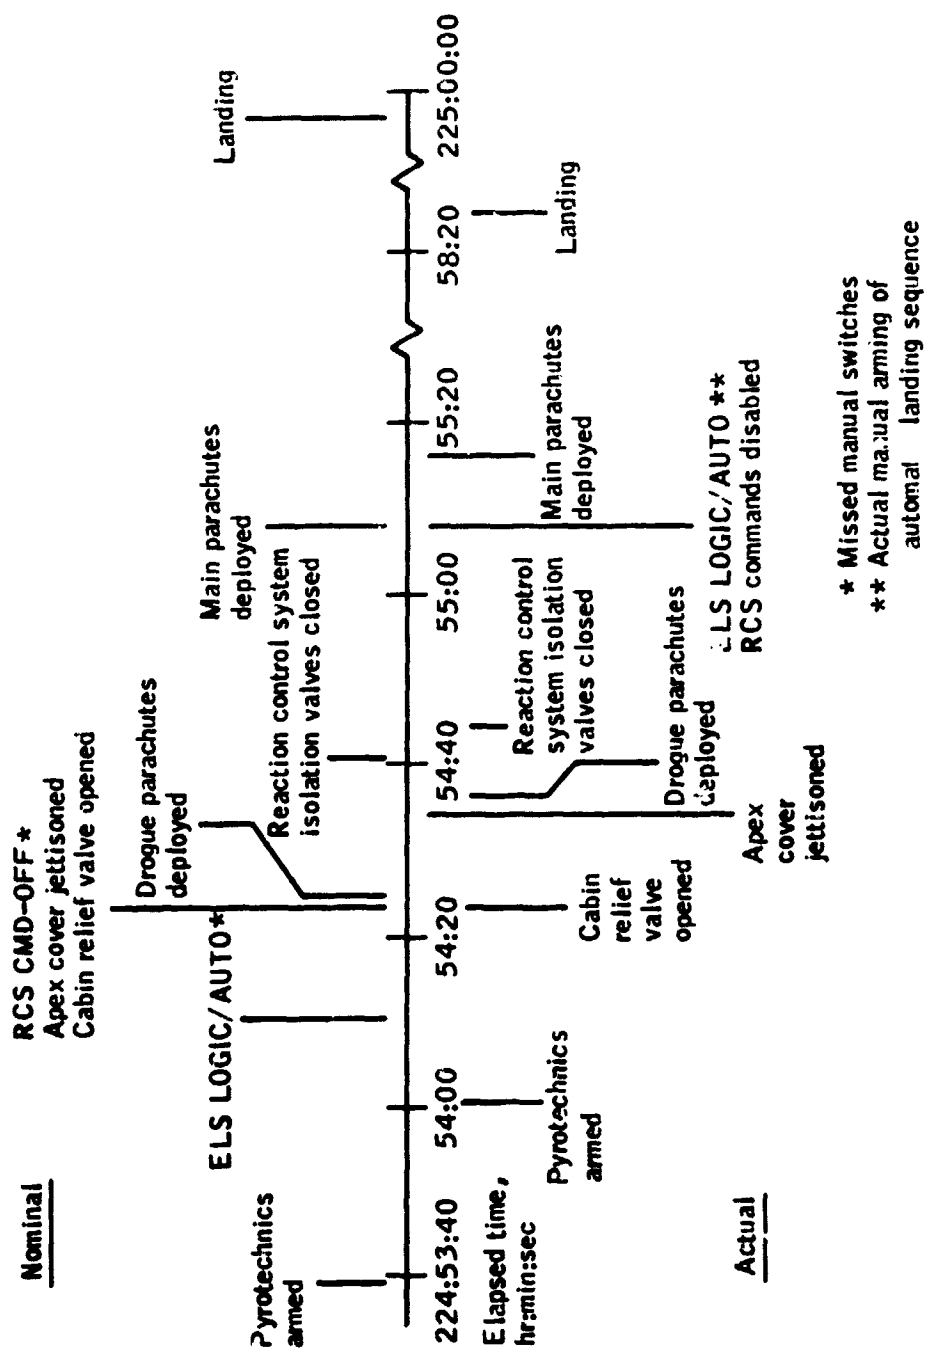 Nominal
RCS CMD-OFF*
Apex cover jettisoned
Cabin relief valve opened
Drogue parachutes
deployed
Pyrotechnics
armed
ELS LOGIC/AUTO*
Reaction control system
isolation valves closed
Main parachutes
deployed
Landing
224:53:40
54:00
54:20
54:40
55:00
55:20
58:20
225:00:00
Elapsed time,
hr:min:sec
Pyrotechnics
armed
Cabin
relief
valve
opened
Apex
cover
jettisoned
Drogue parachutes
deployed
Reaction control
system isolation
valves closed
Main parachutes
deployed
ELS LOGIC/AUTO**
RCS commands disabled
Landing
Actual
* Missed manual switches
** Actual manual arming of
automal landing sequence